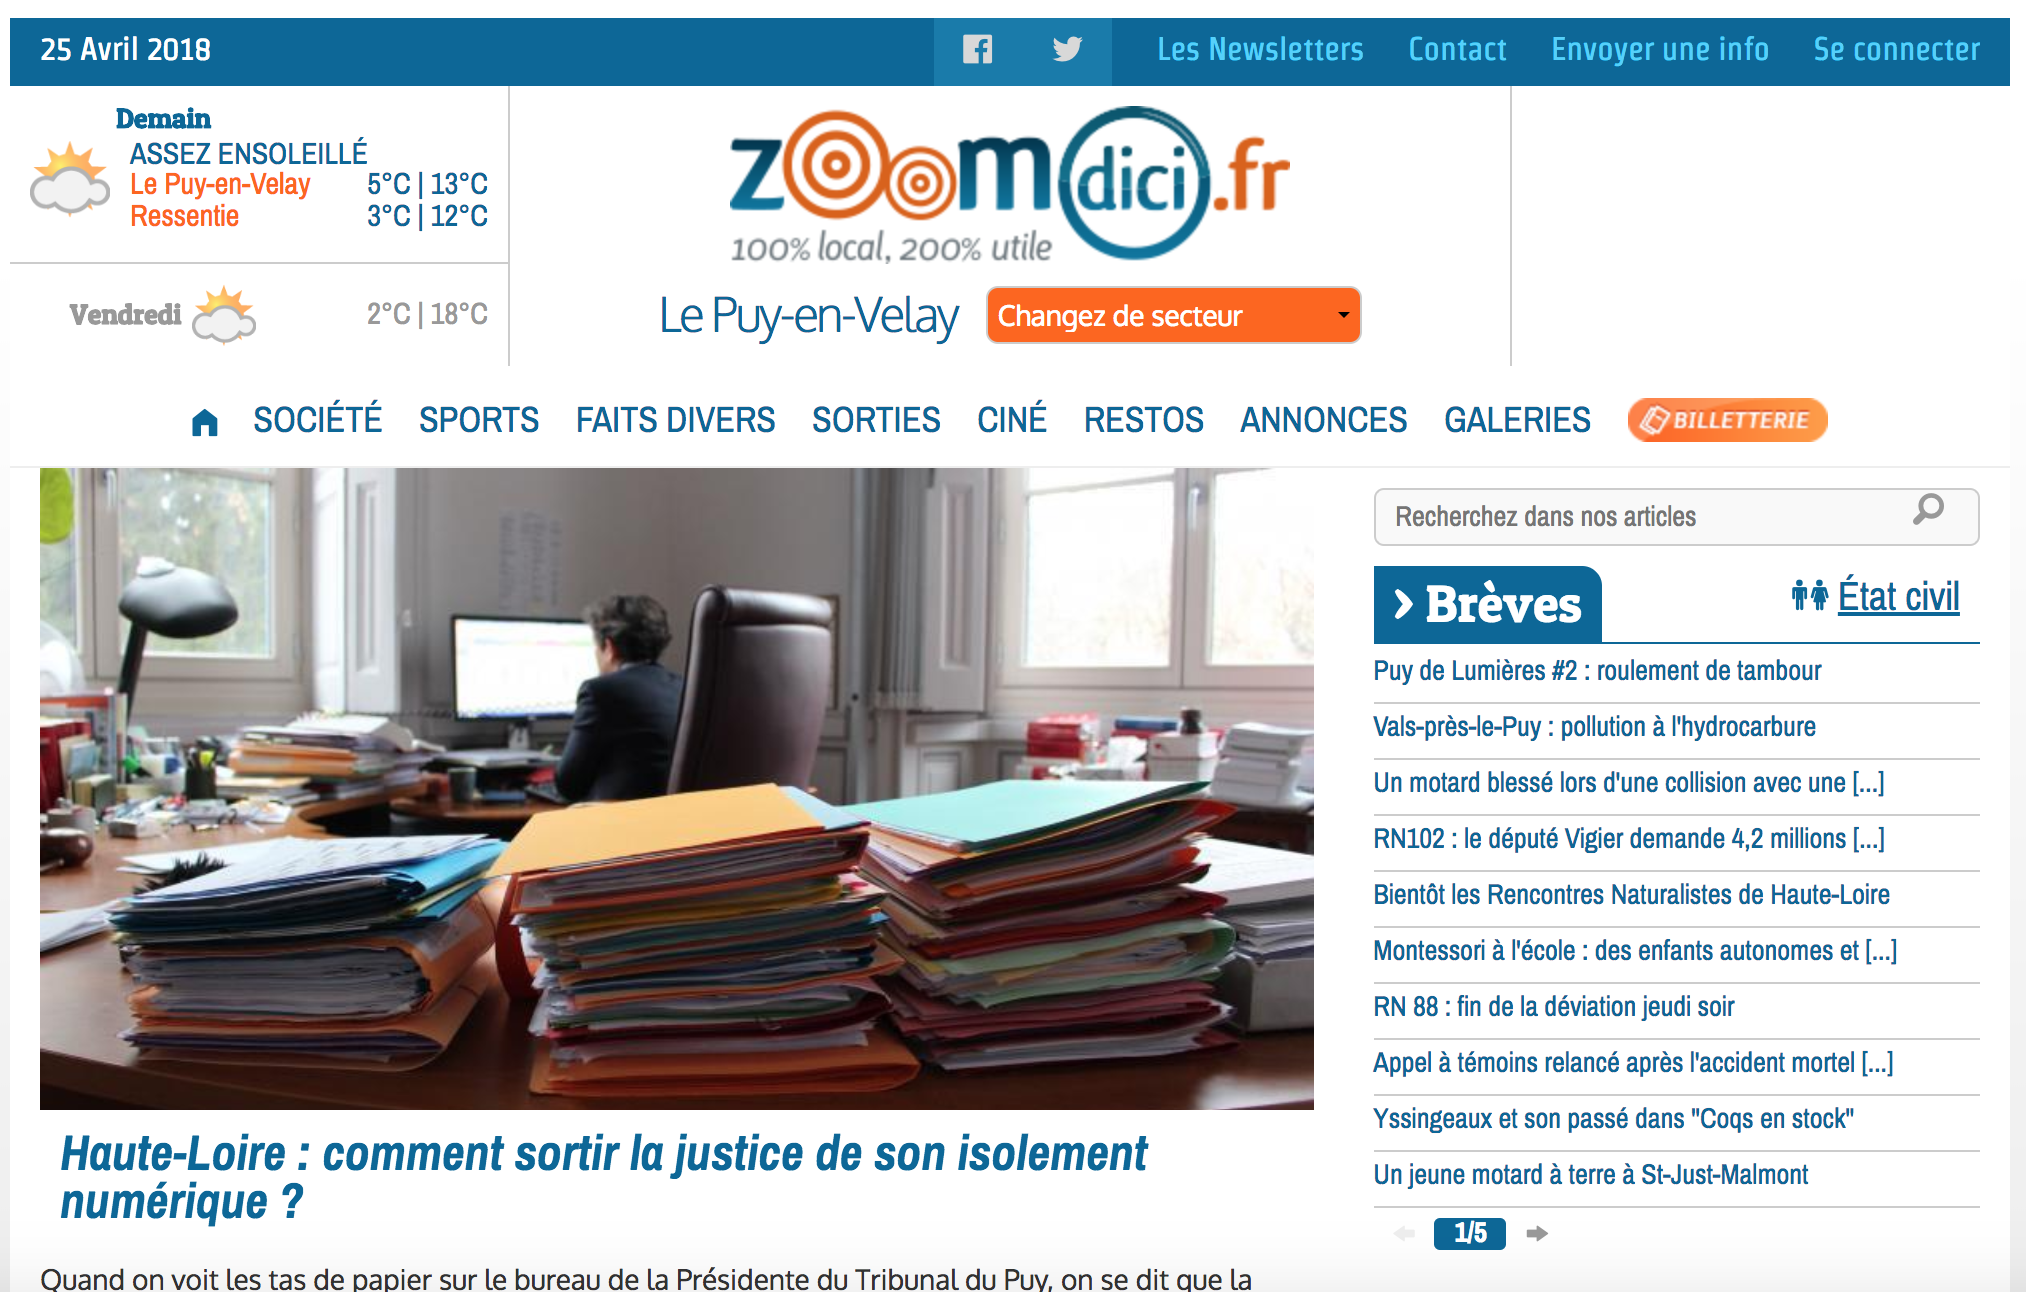 25 Avril 2018
Les Newsletters
Contact
Envoyer une info
Se connecter
Demain
ASSEZ ENSOLEILLÉ
Le Puy-en-Velay 5°C | 13°C
Ressentie 3°C | 12°C
Vendredi 2°C | 18°C
zoomdici.fr
100% local, 200% utile
Le Puy-en-Velay
Changez de secteur
SOCIÉTÉ
SPORTS
FAITS DIVERS
SORTIES
CINÉ
RESTOS
ANNONCES
GALERIES
BILLETTERIE
Haute-Loire : comment sortir la justice de son isolement
numérique ?
Quand on voit les tas de papier sur le bureau de la Présidente du Tribunal du Puy, on se dit que la
Recherchez dans nos articles
Brèves
État civil
Puy de Lumières #2 : roulement de tambour
Vals-près-le-Puy : pollution à l'hydrocarbure
Un motard blessé lors d'une collision avec une [...]
RN102 : le député Vigier demande 4,2 millions [...]
Bientôt les Rencontres Naturalistes de Haute-Loire
Montessori à l'école : des enfants autonomes et [...]
RN 88 : fin de la déviation jeudi soir
Appel à témoins relancé après l'accident mortel [...]
Yssingeaux et son passé dans "Coqs en stock"
Un jeune motard à terre à St-Just-Malmont
1/5